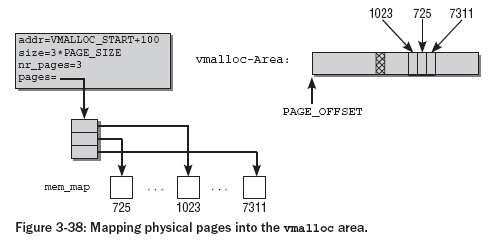 1023 725 7311
addr=VMALLOC_START+100
size=3*PAGE_SIZE
nr_pages=3
pages=
vmalloc-Area:
PAGE_OFFSET
mem_map
... ...
725 1023 7311
Figure 3-38: Mapping physical pages into the vmalloc area.